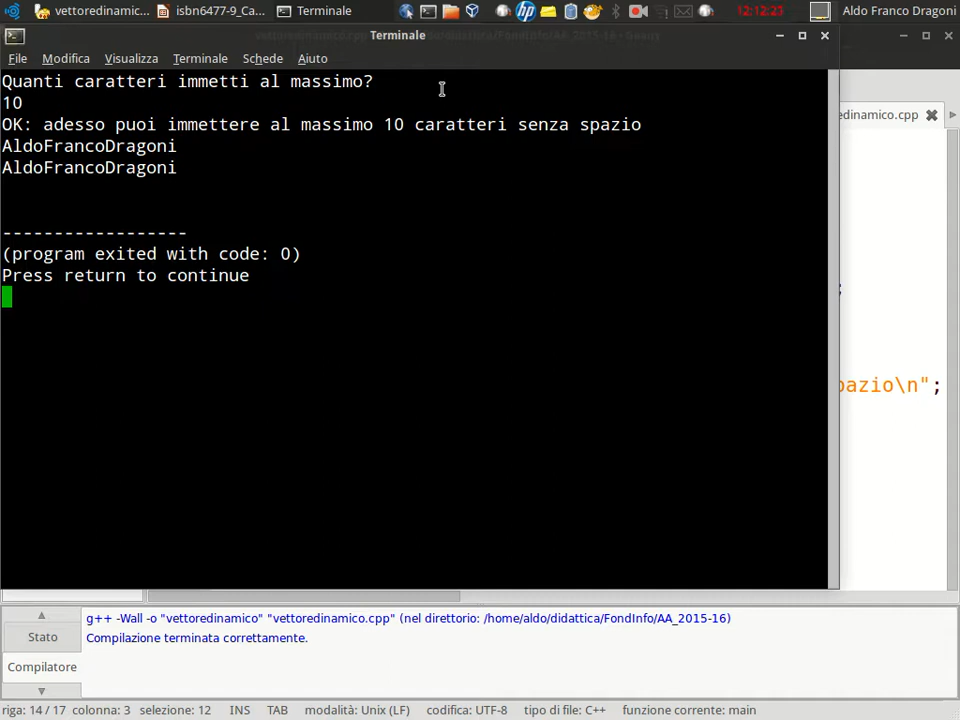 vettoredinamic... isbn6477-9_Ca... Terminale 12:12:25 Aldo Franco Dragoni
Terminale
File Modifica Visualizza Terminale Schede Aiuto
Quanti caratteri immetti al massimo?
10
OK: adesso puoi immettere al massimo 10 caratteri senza spazio
AldoFrancoDragoni
AldoFrancoDragoni
------------------
(program exited with code: 0)
Press return to continue
edinamico.cpp
;
pazio\n";
g++ -Wall -o "vettoredinamico" "vettoredinamico.cpp" (nel direttorio: /home/aldo/didattica/FondInfo/AA_2015-16)
Stato
Compilazione terminata correttamente.
Compilatore
riga: 14 / 17 colonna: 3 selezione: 12 INS TAB modalità: Unix (LF) codifica: UTF-8 tipo di file: C++ funzione corrente: main